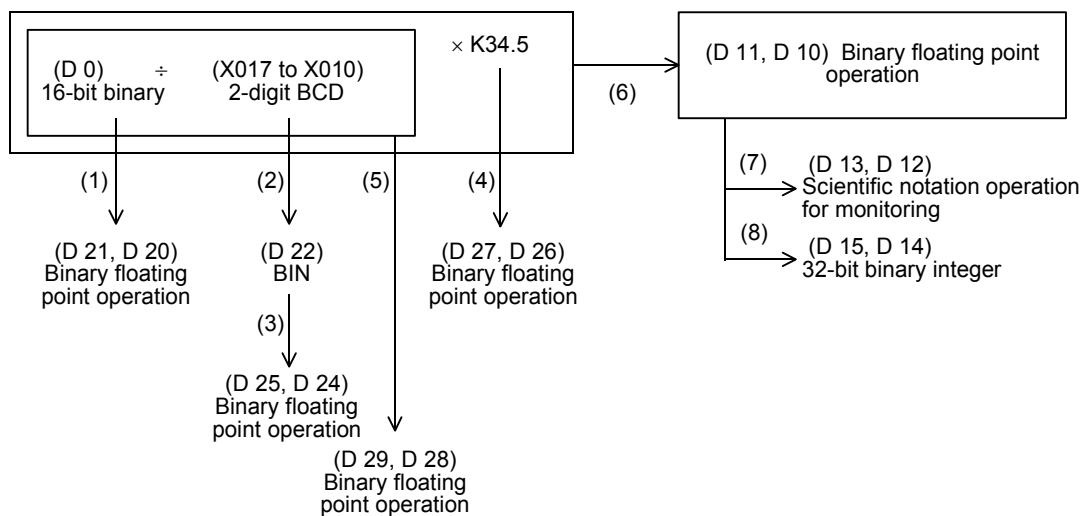 (D 0) ÷ (X017 to X010) × K34.5
16-bit binary 2-digit BCD
(D 11, D 10) Binary floating point
operation
(6)
(1) (2) (5) (4)
(7) (D 13, D 12)
Scientific notation operation
for monitoring
(8) (D 15, D 14)
32-bit binary integer
(D 21, D 20)
Binary floating
point operation
(D 22)
BIN
(D 27, D 26)
Binary floating
point operation
(3)
(D 25, D 24)
Binary floating
point operation
(D 29, D 28)
Binary floating
point operation